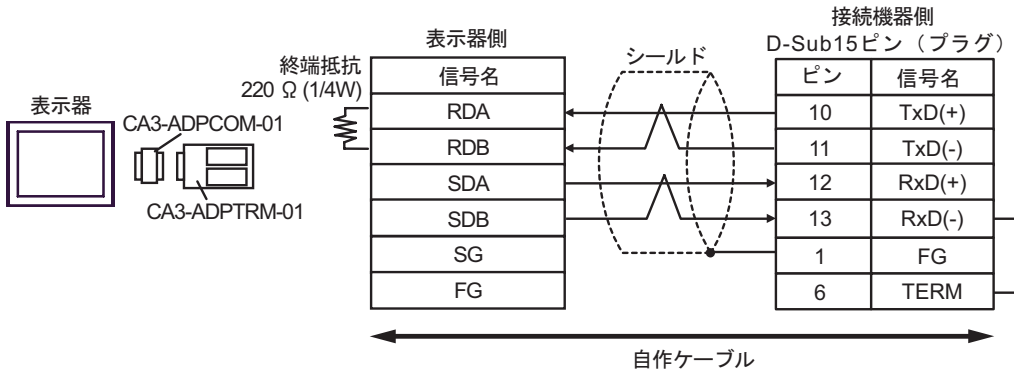 接続機器側
表示器側
D-Sub15ピン（プラグ）
シールド
終端抵抗
220 Ω (1/4W)
信号名
ピン 信号名
表示器
CA3-ADPCOM-01
CA3-ADPTRM-01
RDA 10 TxD(+)
RDB 11 TxD(-)
SDA 12 RxD(+)
SDB 13 RxD(-)
SG 1 FG
FG 6 TERM
自作ケーブル